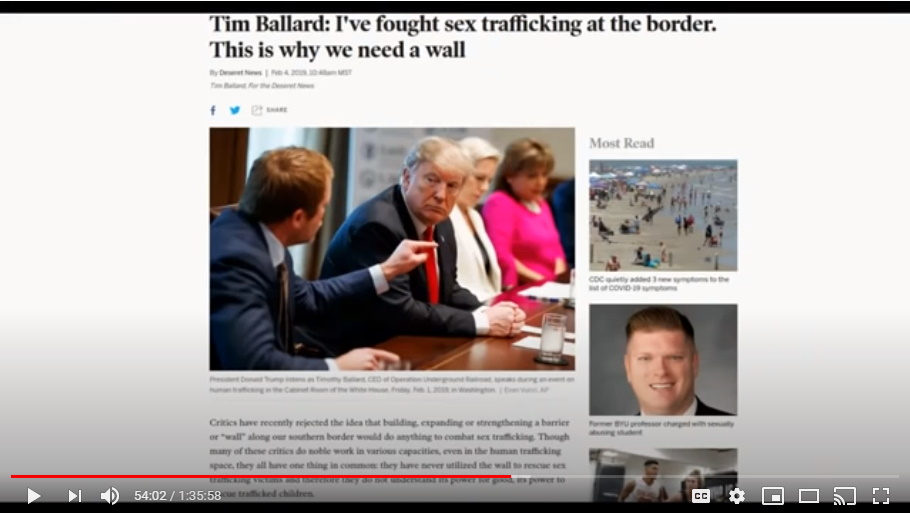 Tim Ballard: I've fought sex trafficking at the border.
This is why we need a wall
By Deseret News | Feb 4, 2019, 10:48am MST
Tim Ballard, For the Deseret News
SHARE
President Donald Trump listens as Timothy Ballard, CEO of Operation Underground Railroad, speaks during an event on
human trafficking in the Cabinet Room of the White House, Friday, Feb. 1, 2019, in Washington. | Evan Vucci, AP
Critics have recently rejected the idea that building, expanding or strengthening a barrier
or "wall" along our southern border would do anything to combat sex trafficking. Though
many of these critics do noble work in various capacities, even in the human trafficking
space, they all have one thing in common: they have never utilized the wall to rescue sex
trafficking victims and therefore they do not understand its power for good, its power to
rescue trafficked children.
Most Read
CDC quietly added 3 new symptoms to the
list of COVID-19 symptoms
Former BYU professor charged with sexually
abusing student
54:02 / 1:35:58
CC